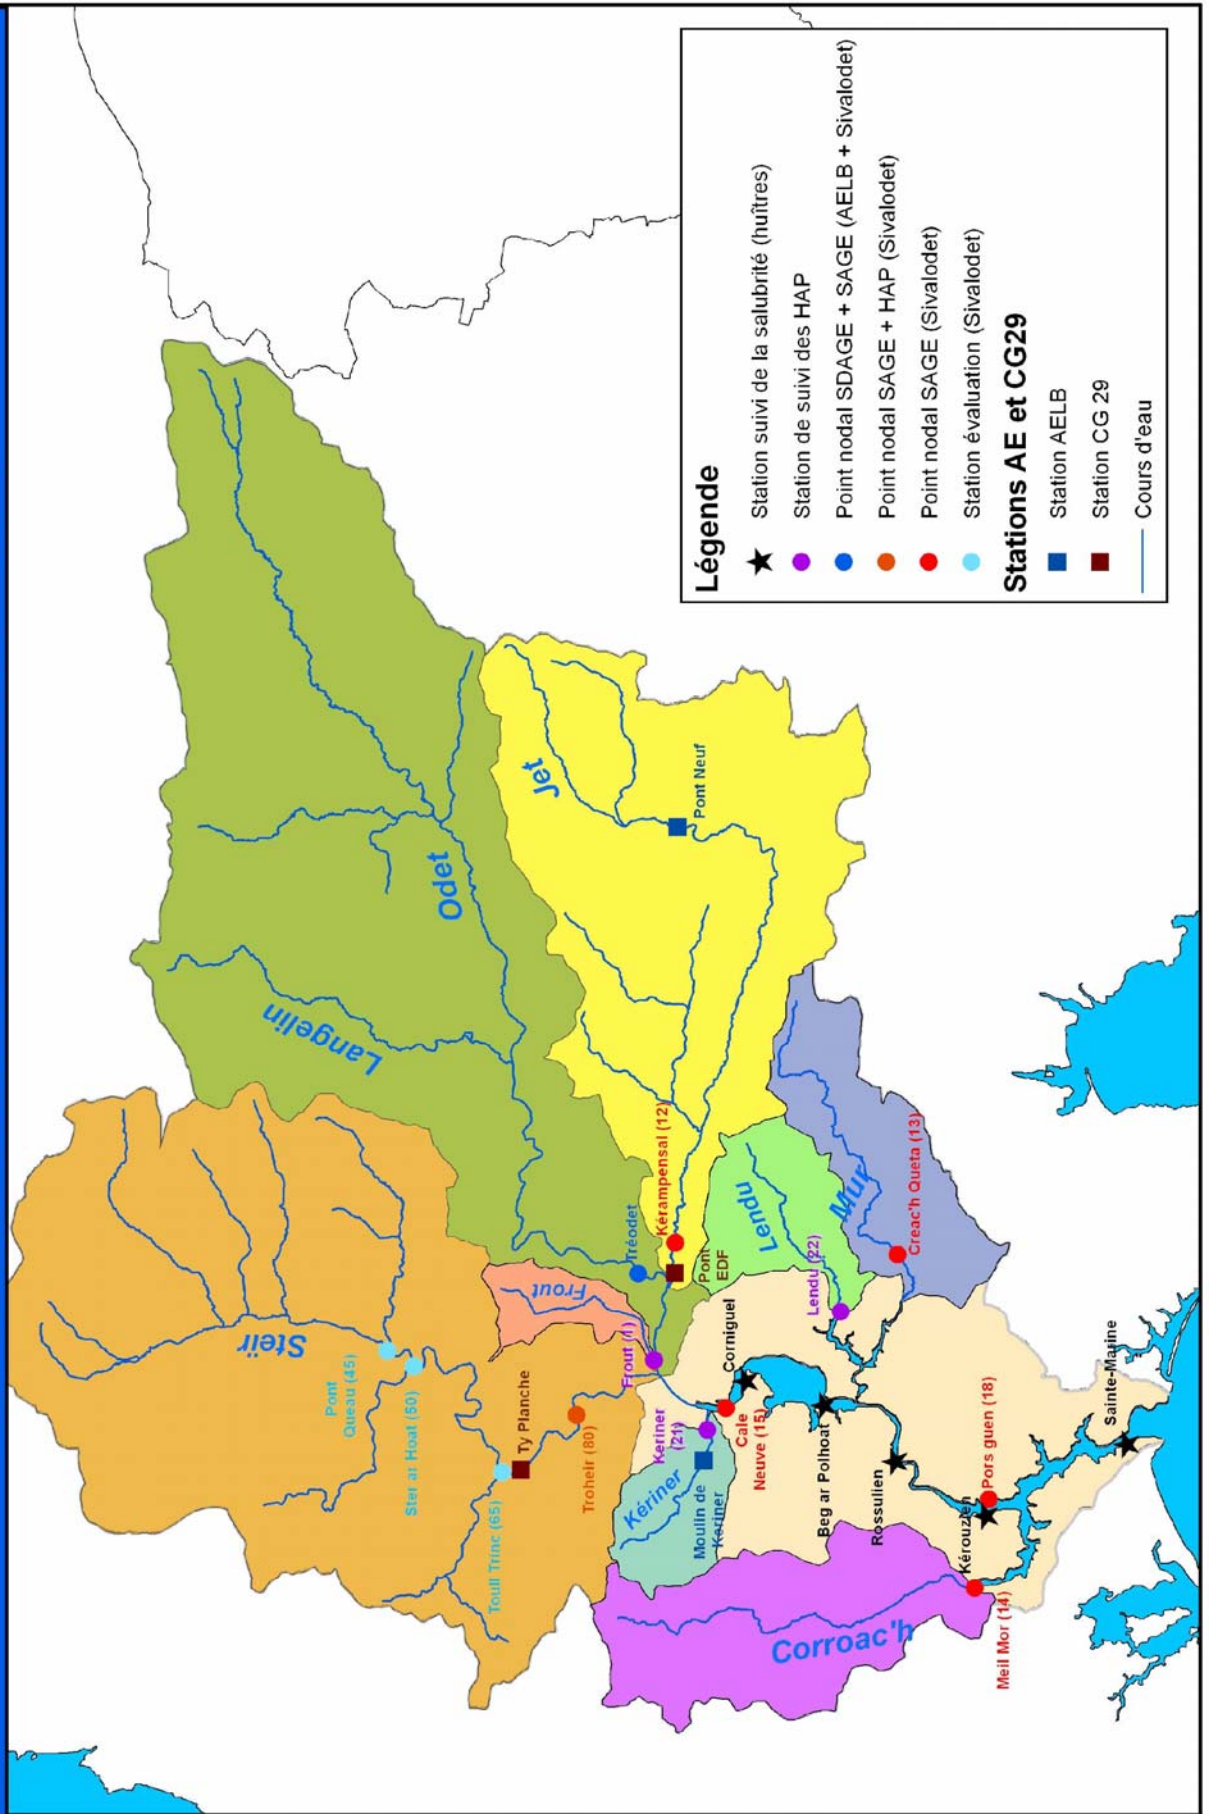 Steïr
Langelin
Odet
Jet
Frout
Pont
Queau (45)
Ster ar Hoat (50)
Toull Trinc (65)
Ty Planche
Troheir (80)
Frout (1)
Tréodet
Kérampensal (12)
Pont
EDF
Pont Neuf
Keriner
(21)
Kériner
Moulin de
Keriner
Cale
Neuve (15)
Corniguel
Lendu
Lendu (22)
Mur
Creac'h Queta (13)
Beg ar Polhoat
Rossulien
Corroac'h
Kérouzien
Meil Mor (14)
Pors guen (18)
Sainte-Marine
Légende
Station suivi de la salubrité (huîtres)
Station de suivi des HAP
Point nodal SDAGE + SAGE (AELB + Sivalodet)
Point nodal SAGE + HAP (Sivalodet)
Point nodal SAGE (Sivalodet)
Station évaluation (Sivalodet)
Stations AE et CG29
Station AELB
Station CG 29
Cours d'eau